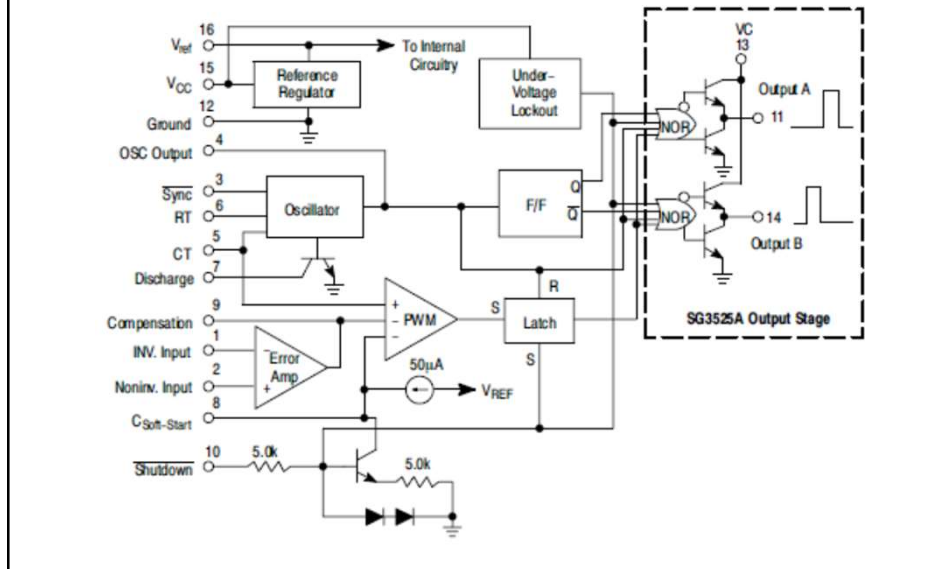 16
Vref
To Internal
Circuitry
15
VCC
Reference
Regulator
12
Ground
4
OSC Output
Under-
Voltage
Lockout
VC
13
Output A
11
NOR
3
Sync
6
RT
Oscillator
5
CT
7
Discharge
F/F
Q
Q
NOR
14
Output B
SG3525A Output Stage
9
Compensation
1
INV. Input
2
Noninv. Input
8
CSoft-Start
+
−
−
PWM
S
R
Latch
S
−
Error
Amp
+
50µA
VREF
10
Shutdown
5.0k
5.0k